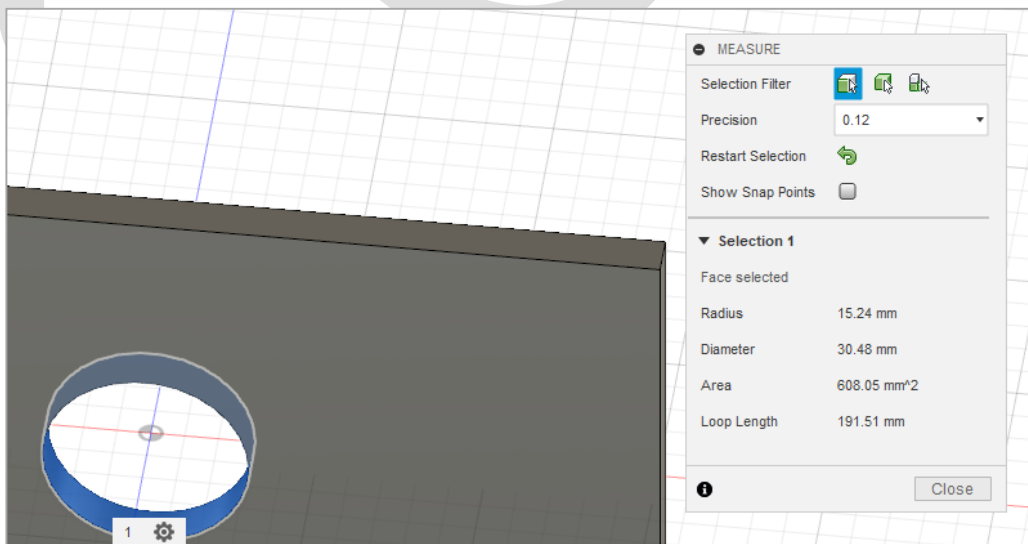 MEASURE
Selection Filter
Precision 0.12
Restart Selection
Show Snap Points
Selection 1
Face selected
Radius 15.24 mm
Diameter 30.48 mm
Area 608.05 mm^2
Loop Length 191.51 mm
Close
1